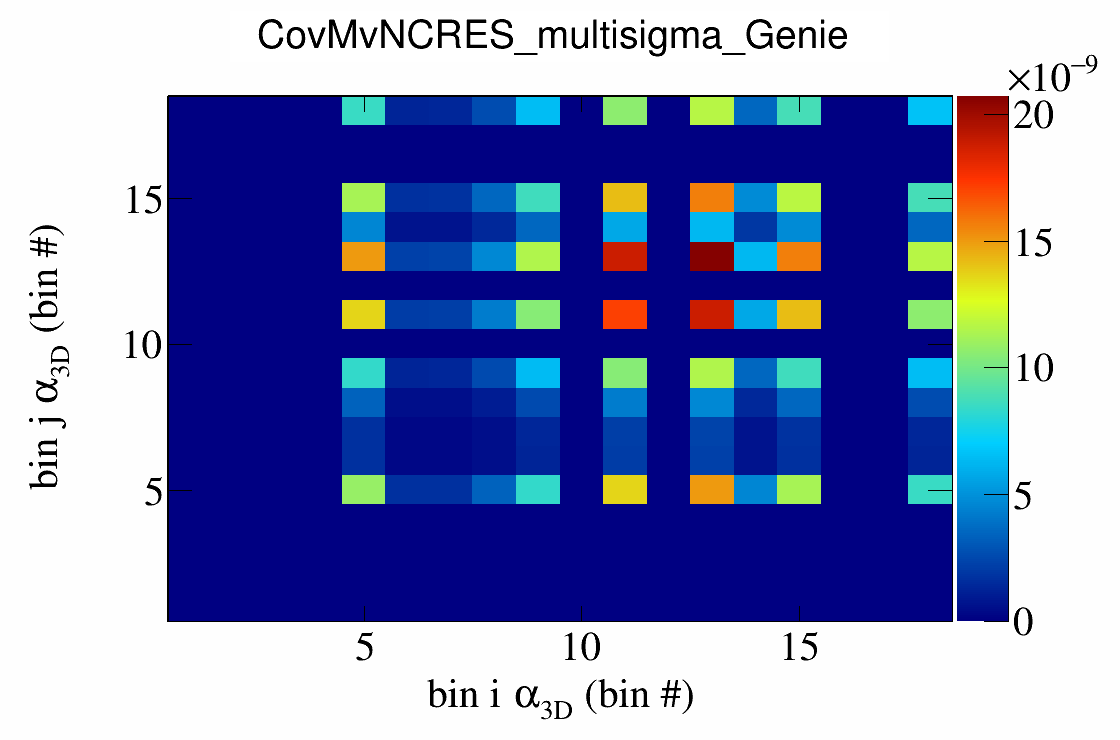 CovMvNCRES_multisigma_Genie
×10⁻⁹
20
15
10
5
0
15
10
5
bin j α₃D (bin #)
5 10 15
bin i α₃D (bin #)